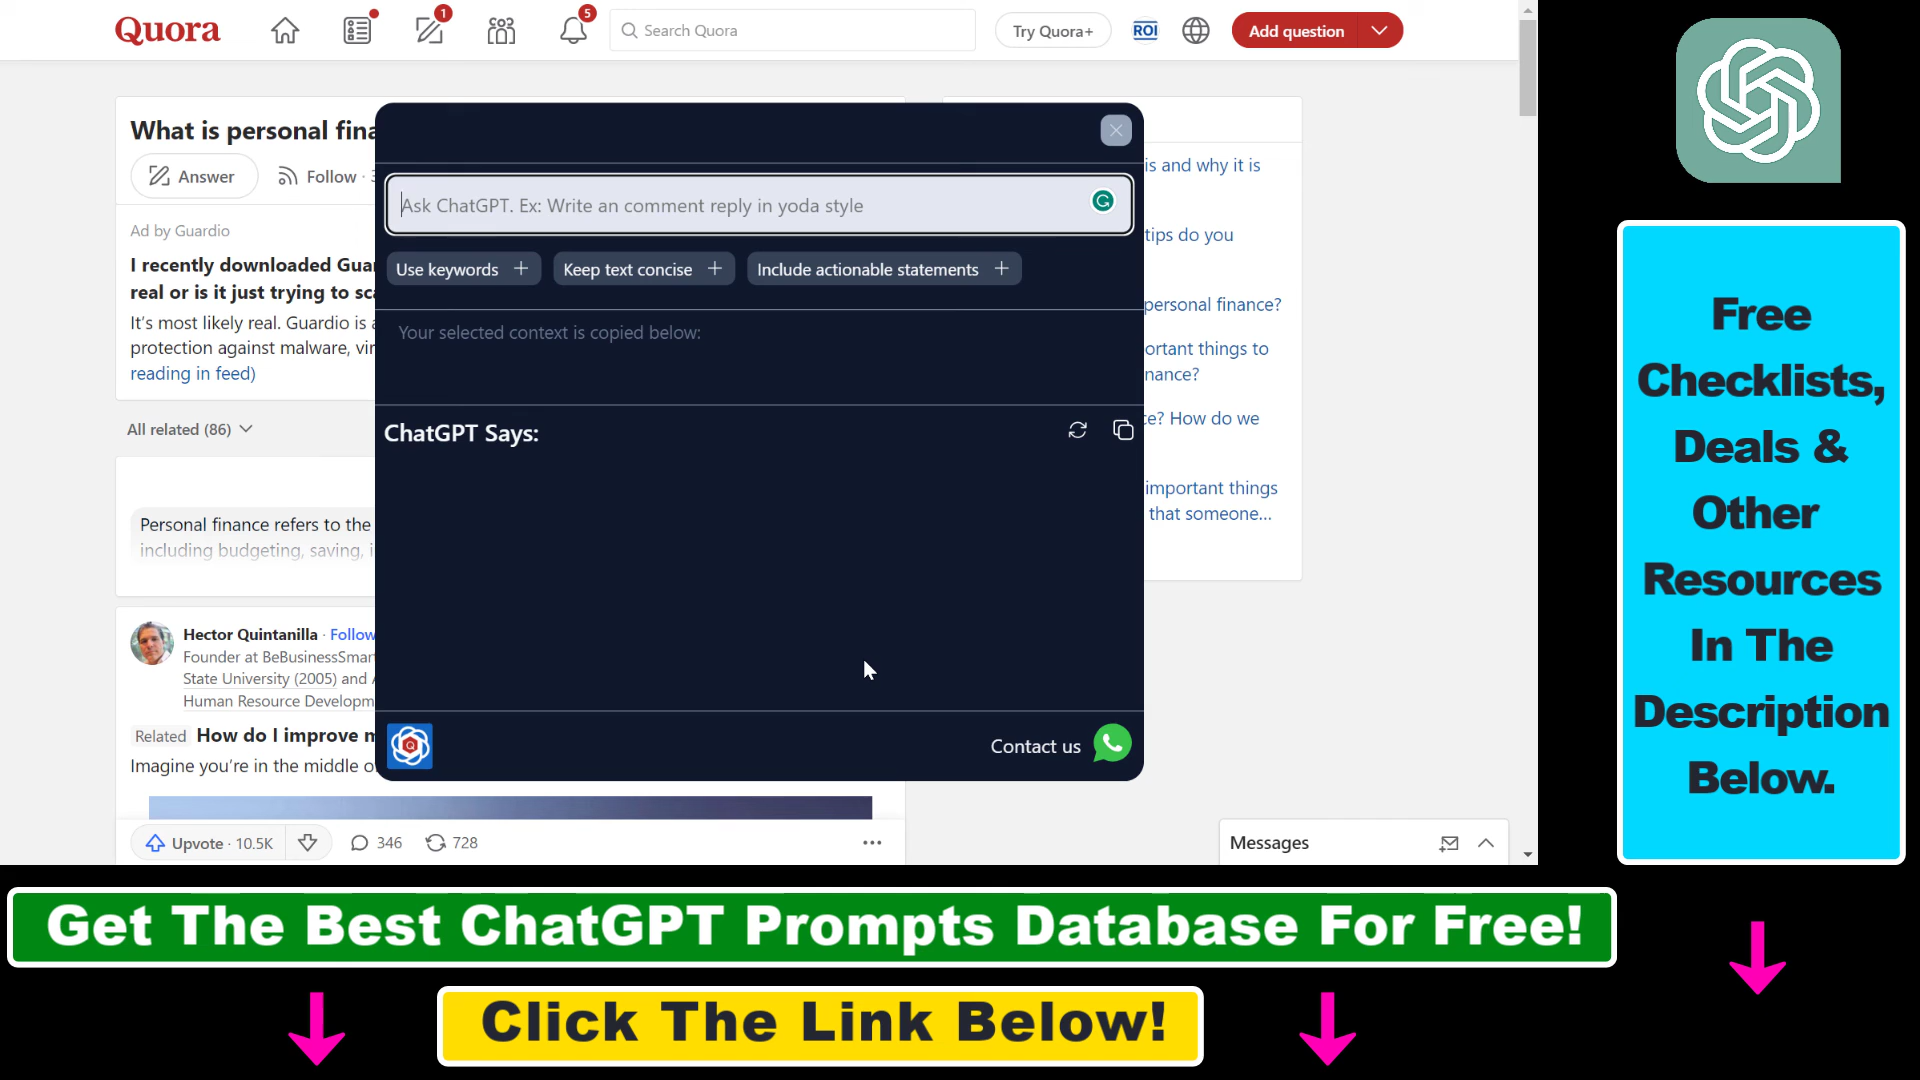 Quora
1
5
Search Quora
Try Quora+
ROI
Add question
What is personal fina
Answer
Follow
Ad by Guardio
I recently downloaded Guar
real or is it just trying to sca
It's most likely real. Guardio is a
protection against malware, vir
reading in feed)
All related (86)
Personal finance refers to the
including budgeting, saving, i
Hector Quintanilla · Follow
Founder at BeBusinessSmar
State University (2005) and A
Human Resource Developm
Related How do I improve m
Imagine you're in the middle o
Upvote · 10.5K
346
728
Ask ChatGPT. Ex: Write an comment reply in yoda style
Use keywords +
Keep text concise +
Include actionable statements +
Your selected context is copied below:
ChatGPT Says:
Contact us
is and why it is
tips do you
personal finance?
ortant things to
nance?
e? How do we
important things
that someone...
Messages
Free
Checklists,
Deals &
Other
Resources
In The
Description
Below.
Get The Best ChatGPT Prompts Database For Free!
Click The Link Below!